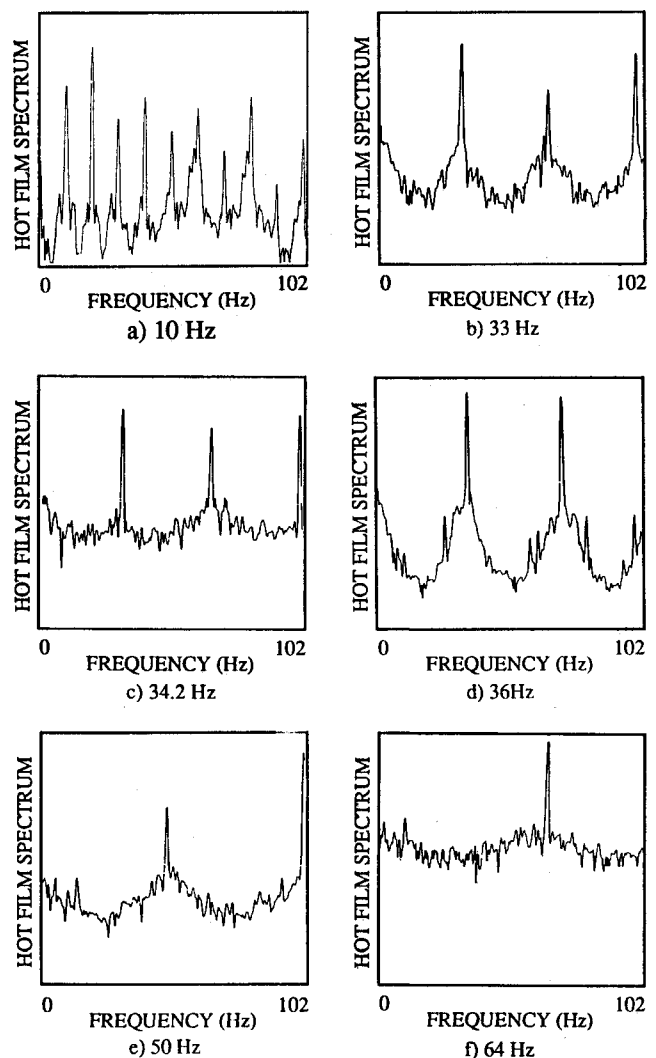 HOT FILM SPECTRUM
0 102
FREQUENCY (Hz)
a) 10 Hz
HOT FILM SPECTRUM
0 102
FREQUENCY (Hz)
b) 33 Hz
HOT FILM SPECTRUM
0 102
FREQUENCY (Hz)
c) 34.2 Hz
HOT FILM SPECTRUM
0 102
FREQUENCY (Hz)
d) 36Hz
HOT FILM SPECTRUM
0 102
FREQUENCY (Hz)
e) 50 Hz
HOT FILM SPECTRUM
0 102
FREQUENCY (Hz)
f) 64 Hz